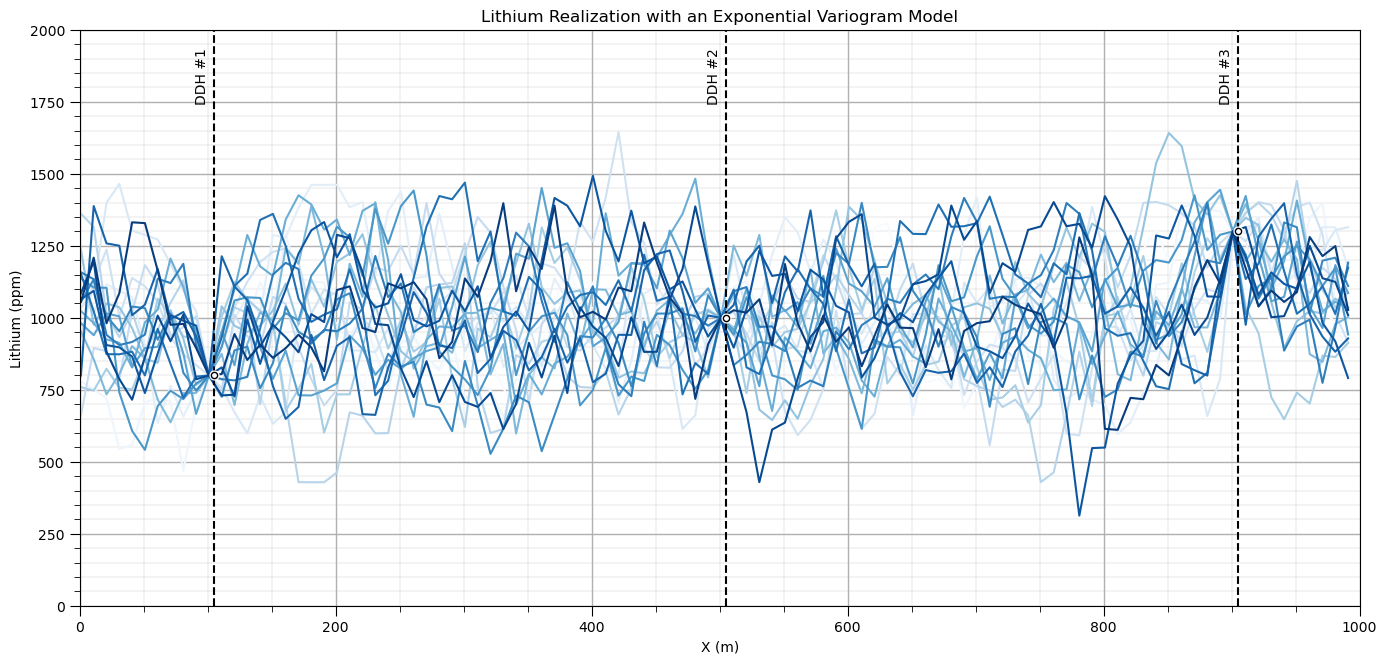 Lithium Realization with an Exponential Variogram Model
2000
1750
1500
1250
1000
750
500
250
0
Lithium (ppm)
DDH #1
DDH #2
DDH #3
0
200
400
600
800
1000
X (m)